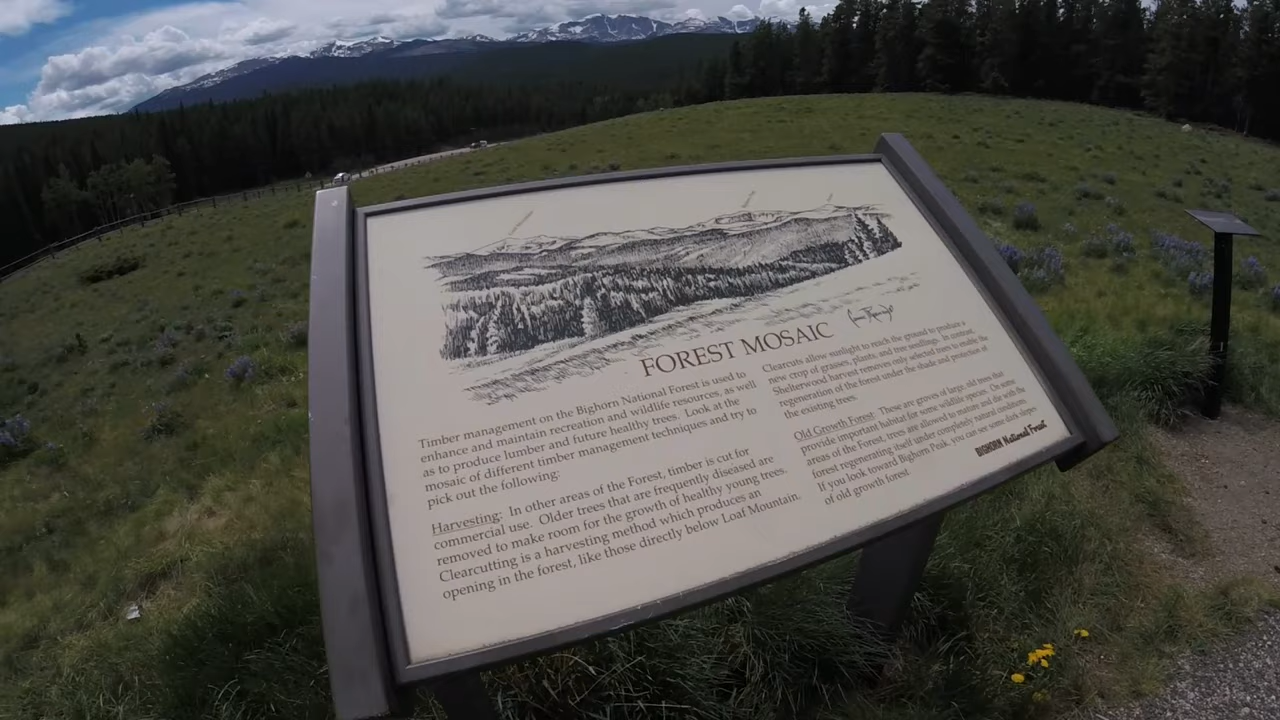 FOREST MOSAIC
Timber management on the Bighorn National Forest is used to
enhance and maintain recreation and wildlife resources, as well
as to produce lumber and future healthy trees. Look at the
mosaic of different timber management techniques and try to
pick out the following:
Harvesting: In other areas of the Forest, timber is cut for
commercial use. Older trees that are frequently diseased are
removed to make room for the growth of healthy young trees.
Clearcutting is a harvesting method which produces an
opening in the forest, like those directly below Loaf Mountain.
Clearcuts allow sunlight to reach the ground to produce a
new crop of grasses, plants, and tree seedlings. In contrast,
Shelterwood harvest removes only selected trees to enable the
regeneration of the forest under the shade and protection of
the existing trees.
Old Growth Forest: These are groves of large, old trees that
provide important habitat for some wildlife species. On some
areas of the Forest, trees are allowed to mature and die with the
forest regenerating itself under completely natural conditions.
If you look toward Bighorn Peak, you can see some dark slopes
of old growth forest.
BIGHORN National Forest